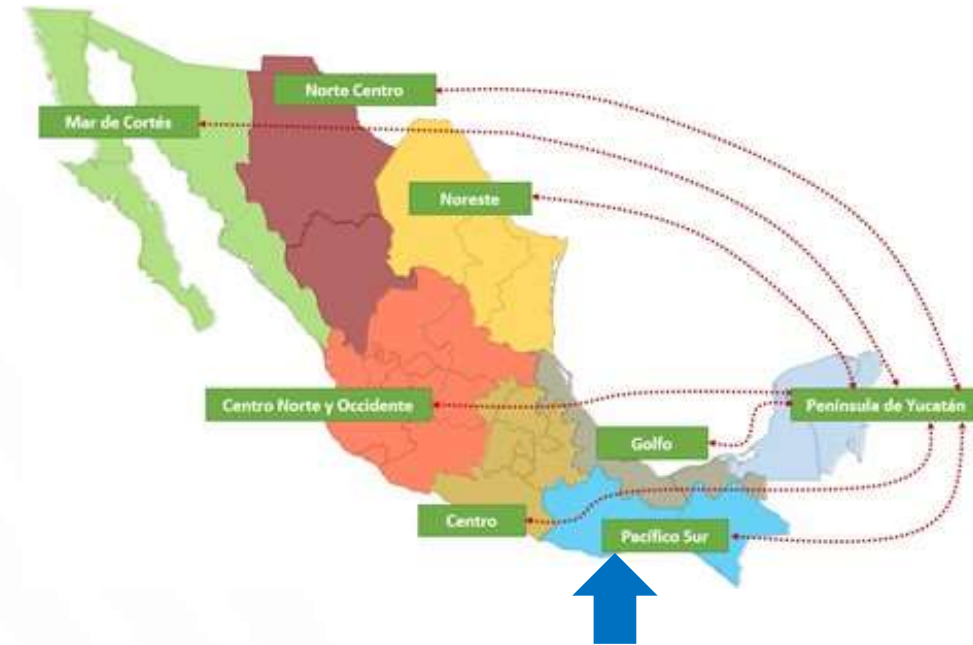 Norte Centro
Mar de Cortés
Noreste
Centro Norte y Occidente
Península de Yucatán
Golfo
Centro
Pacífico Sur